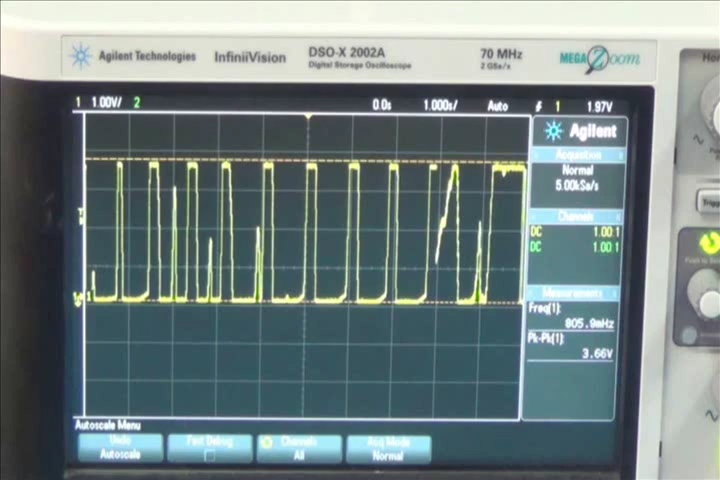 Agilent Technologies InfiniiVision DSO-X 2002A 70 MHz MEGA Zoom
Digital Storage Oscilloscope 2 GSa/s
1 1.00V/ 2 0.0s 1.000s/ Auto 1 1.97V
Agilent
Acquisition
Normal
5.00kSa/s
Channels
DC 1.00:1
DC 1.00:1
Measurements
Freq(1):
805.9mHz
Pk-Pk(1):
3.66V
Autoscale Menu
Undo Autoscale
Fast Debug
Channels All
Acq Mode Normal